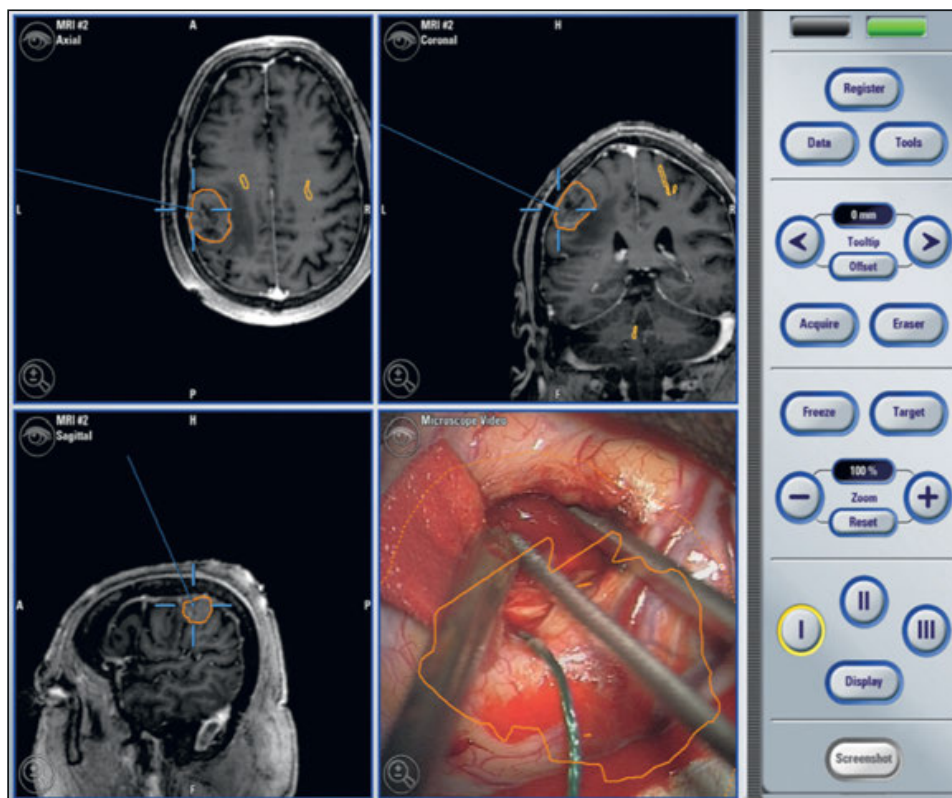 MRI #2
Axial
A
L
R
P
MRI #2
Coronal
H
L
R
F
MRI #2
Sagittal
H
A
P
F
Microscope Video
Register
Data
Tools
0 mm
<
Tooltip
>
Offset
Acquire
Eraser
Freeze
Target
100 %
−
Zoom
+
Reset
I
II
III
Display
Screenshot